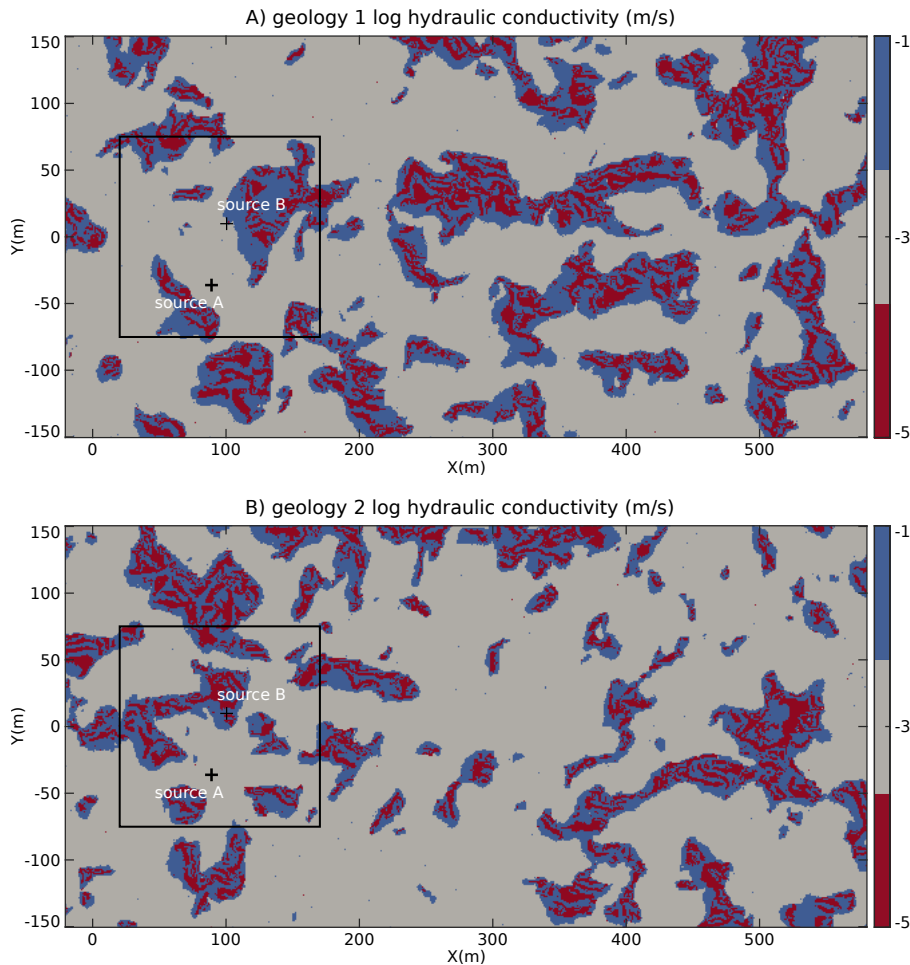 A) geology 1 log hydraulic conductivity (m/s)
150
100
50
0
-50
-100
-150
Y(m)
source B
source A
0 100 200 300 400 500
X(m)
-1
-3
-5
B) geology 2 log hydraulic conductivity (m/s)
150
100
50
0
-50
-100
-150
Y(m)
source B
source A
0 100 200 300 400 500
X(m)
-1
-3
-5